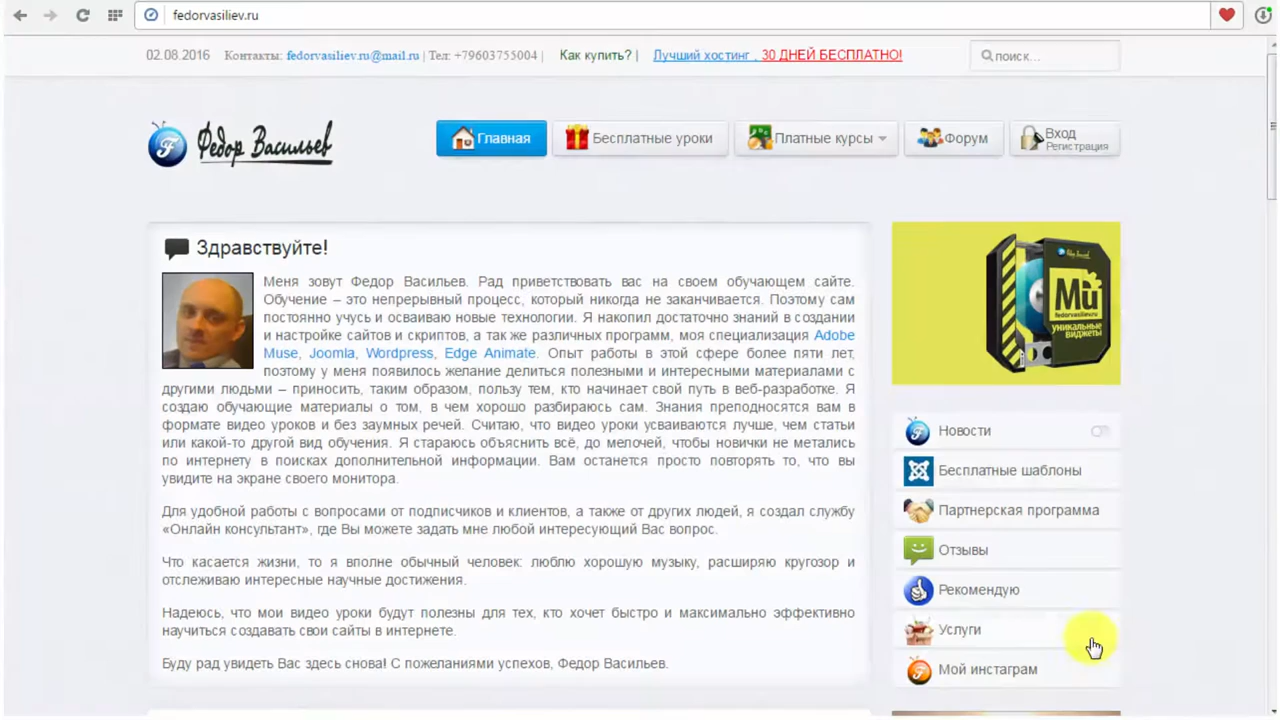 fedorvasiliev.ru
02.08.2016 Контакты: fedorvasiliev.ru@mail.ru | Тел: +79603755004 | Как купить? | Лучший хостинг . 30 ДНЕЙ БЕСПЛАТНО! поиск...
Федор Васильев
Главная Бесплатные уроки Платные курсы Форум Вход
Регистрация
Здравствуйте!
Меня зовут Федор Васильев. Рад приветствовать вас на своем обучающем сайте.
Обучение – это непрерывный процесс, который никогда не заканчивается. Поэтому сам
постоянно учусь и осваиваю новые технологии. Я накопил достаточно знаний в создании
и настройке сайтов и скриптов, а так же различных программ, моя специализация Adobe
Muse, Joomla, Wordpress, Edge Animate. Опыт работы в этой сфере более пяти лет,
поэтому у меня появилось желание делиться полезными и интересными материалами с
другими людьми – приносить, таким образом, пользу тем, кто начинает свой путь в веб-разработке. Я
создаю обучающие материалы о том, в чем хорошо разбираюсь сам. Знания преподносятся вам в
формате видео уроков и без заумных речей. Считаю, что видео уроки усваиваются лучше, чем статьи
или какой-то другой вид обучения. Я стараюсь объяснить всё, до мелочей, чтобы новички не метались
по интернету в поисках дополнительной информации. Вам останется просто повторять то, что вы
увидите на экране своего монитора.
Для удобной работы с вопросами от подписчиков и клиентов, а также от других людей, я создал службу
«Онлайн консультант», где Вы можете задать мне любой интересующий Вас вопрос.
Что касается жизни, то я вполне обычный человек: люблю хорошую музыку, расширяю кругозор и
отслеживаю интересные научные достижения.
Надеюсь, что мои видео уроки будут полезны для тех, кто хочет быстро и максимально эффективно
научиться создавать свои сайты в интернете.
Буду рад увидеть Вас здесь снова! С пожеланиями успехов, Федор Васильев.
Mu
fedorvasiliev.ru
уникальные
виджеты
Новости
Бесплатные шаблоны
Партнерская программа
Отзывы
Рекомендую
Услуги
Мой инстаграм